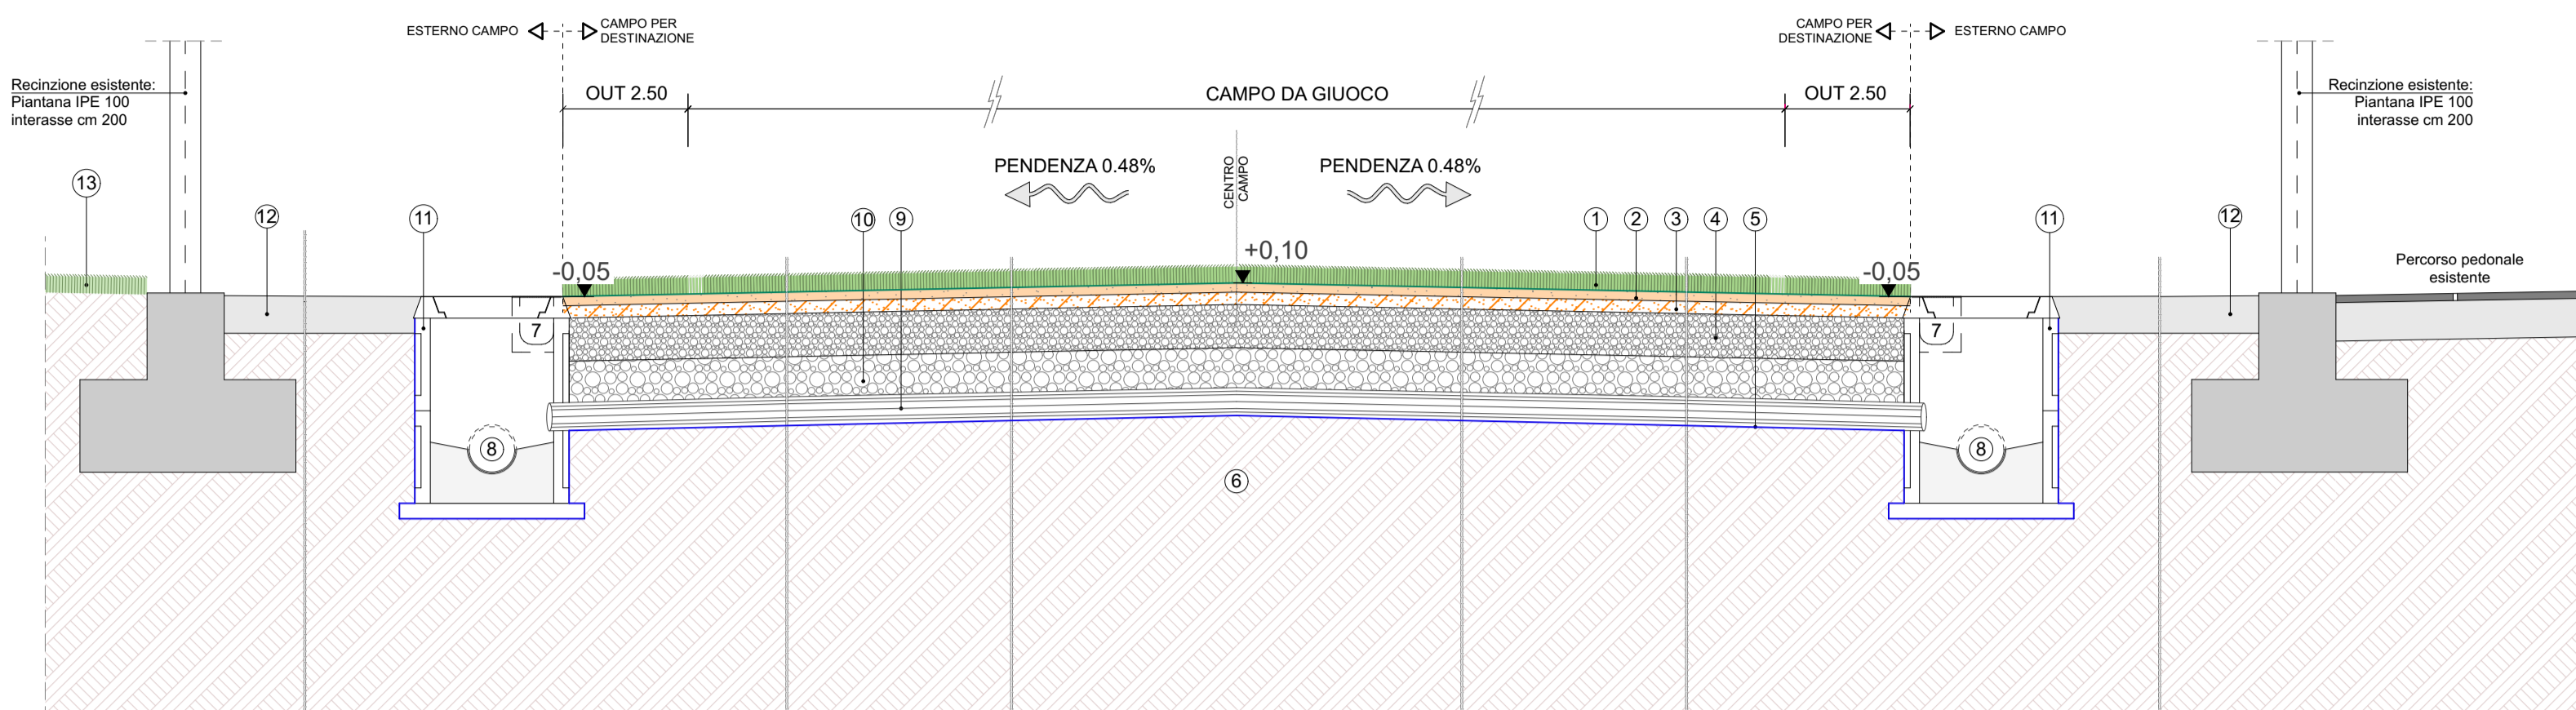 ESTERNO CAMPO
CAMPO PER
DESTINAZIONE
CAMPO PER
DESTINAZIONE
ESTERNO CAMPO
Recinzione esistente:
Piantana IPE 100
interasse cm 200
OUT 2.50
CAMPO DA GIUOCO
OUT 2.50
Recinzione esistente:
Piantana IPE 100
interasse cm 200
PENDENZA 0.48%
CENTRO
CAMPO
PENDENZA 0.48%
13
12
11
10
9
1
2
3
4
5
11
12
-0,05
+0,10
-0,05
Percorso pedonale
esistente
7
7
8
8
6